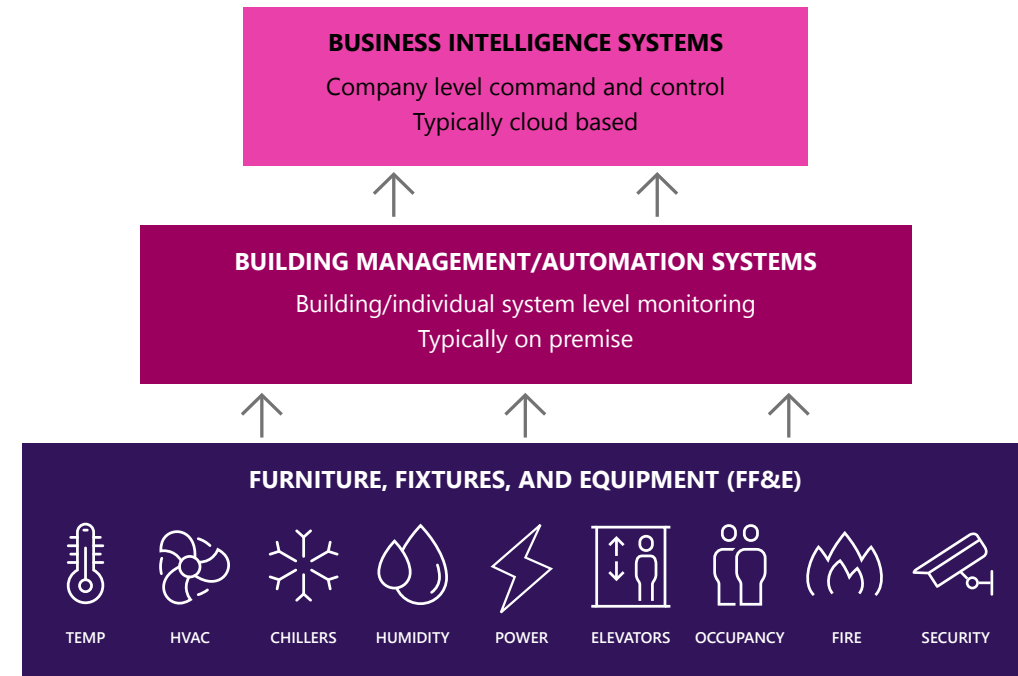 BUSINESS INTELLIGENCE SYSTEMS
Company level command and control
Typically cloud based
BUILDING MANAGEMENT/AUTOMATION SYSTEMS
Building/individual system level monitoring
Typically on premise
FURNITURE, FIXTURES, AND EQUIPMENT (FF&E)
TEMP HVAC CHILLERS HUMIDITY POWER ELEVATORS OCCUPANCY FIRE SECURITY